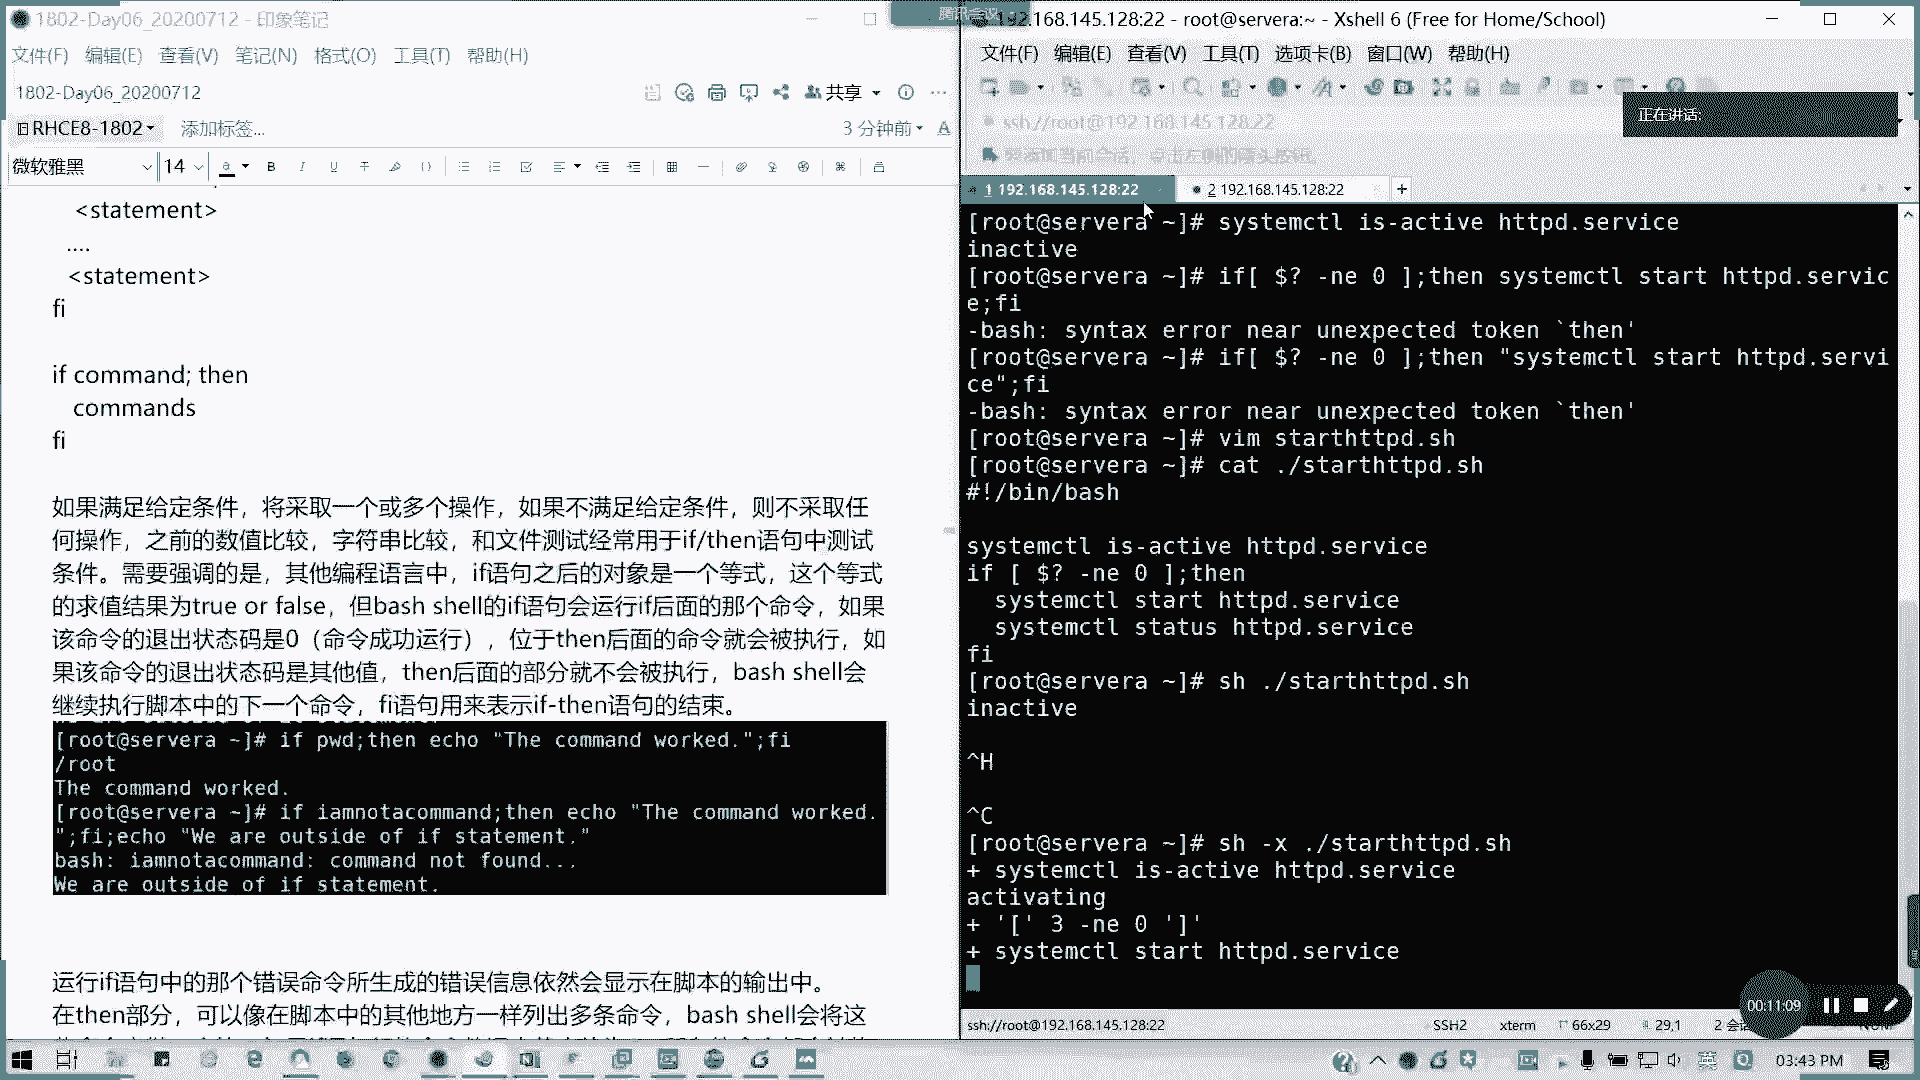 1802-Day06_20200712 - 印象笔记
文件(F) 编辑(E) 查看(V) 笔记(N) 格式(O) 工具(T) 帮助(H)
1802-Day06_20200712
共享
RHCE8-1802
添加标签...
3 分钟前
微软雅黑
14
<statement>
....
<statement>
fi
if command; then
commands
fi
如果满足给定条件，将采取一个或多个操作，如果不满足给定条件，则不采取任
何操作，之前的数值比较，字符串比较，和文件测试经常用于if/then语句中测试
条件。需要强调的是，其他编程语言中，if语句之后的对象是一个等式，这个等式
的求值结果为true or false，但bash shell的if语句会运行if后面的那个命令，如果
该命令的退出状态码是0（命令成功运行），位于then后面的命令就会被执行，如
果该命令的退出状态码是其他值，then后面的部分就不会被执行，bash shell会
继续执行脚本中的下一个命令，fi语句用来表示if-then语句的结束。
[root@servera ~]# if pwd;then echo "The command worked.";fi
/root
The command worked.
[root@servera ~]# if iamnotacommand;then echo "The command worked.
";fi;echo "We are outside of if statement."
bash: iamnotacommand: command not found...
We are outside of if statement.
运行if语句中的那个错误命令所生成的错误信息依然会显示在脚本的输出中。
在then部分，可以像在脚本中的其他地方一样列出多条命令，bash shell会将这
腾讯会议
192.168.145.128:22 - root@servera:~ - Xshell 6 (Free for Home/School)
文件(F) 编辑(E) 查看(V) 工具(T) 选项卡(B) 窗口(W) 帮助(H)
ssh://root@192.168.145.128:22
正在讲话:
要添加当前会话，点击左侧的箭头按钮。
1 192.168.145.128:22
2 192.168.145.128:22
[root@servera ~]# systemctl is-active httpd.service
inactive
[root@servera ~]# if[ $? -ne 0 ];then systemctl start httpd.servic
e;fi
-bash: syntax error near unexpected token `then'
[root@servera ~]# if[ $? -ne 0 ];then "systemctl start httpd.servi
ce";fi
-bash: syntax error near unexpected token `then'
[root@servera ~]# vim starthttpd.sh
[root@servera ~]# cat ./starthttpd.sh
#!/bin/bash
systemctl is-active httpd.service
if [ $? -ne 0 ];then
systemctl start httpd.service
systemctl status httpd.service
fi
[root@servera ~]# sh ./starthttpd.sh
inactive
^H
^C
[root@servera ~]# sh -x ./starthttpd.sh
+ systemctl is-active httpd.service
activating
+ '[' 3 -ne 0 ']'
+ systemctl start httpd.service
00:11:09
ssh://root@192.168.145.128:22
SSH2
xterm
66x29
29,1
2 会
英
03:43 PM